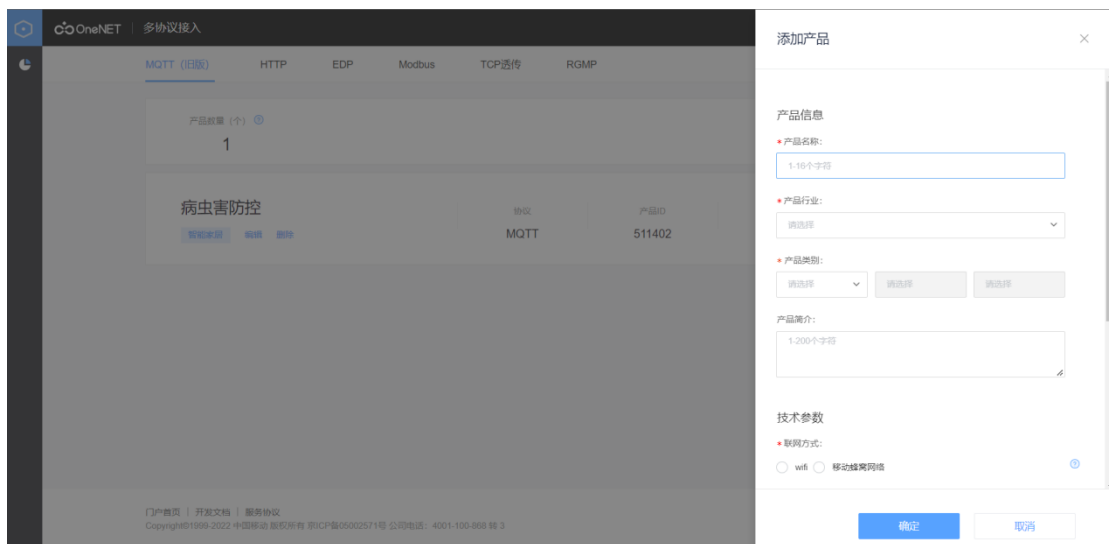 OneNET | 多协议接入
MQTT（旧版） HTTP EDP Modbus TCP透传 RGMP
产品数量（个） ?
1
病虫害防控
智能家居 编辑 删除
协议
MQTT
产品ID
511402
门户首页 | 开发文档 | 服务协议
Copyright©1999-2022 中国移动 版权所有 京ICP备05002571号 公司电话：4001-100-868 转 3
添加产品
产品信息
* 产品名称:
1-16个字符
* 产品行业:
请选择
* 产品类别:
请选择 请选择 请选择
产品简介:
1-200个字符
技术参数
* 联网方式:
wifi 移动蜂窝网络 ?
确定 取消